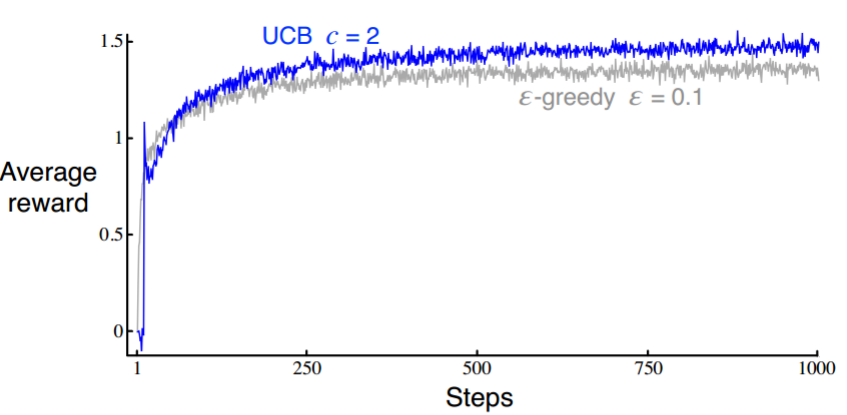 UCB c = 2
1.5
ε-greedy ε = 0.1
1
Average
reward
0.5
0
1 250 500 750 1000
Steps